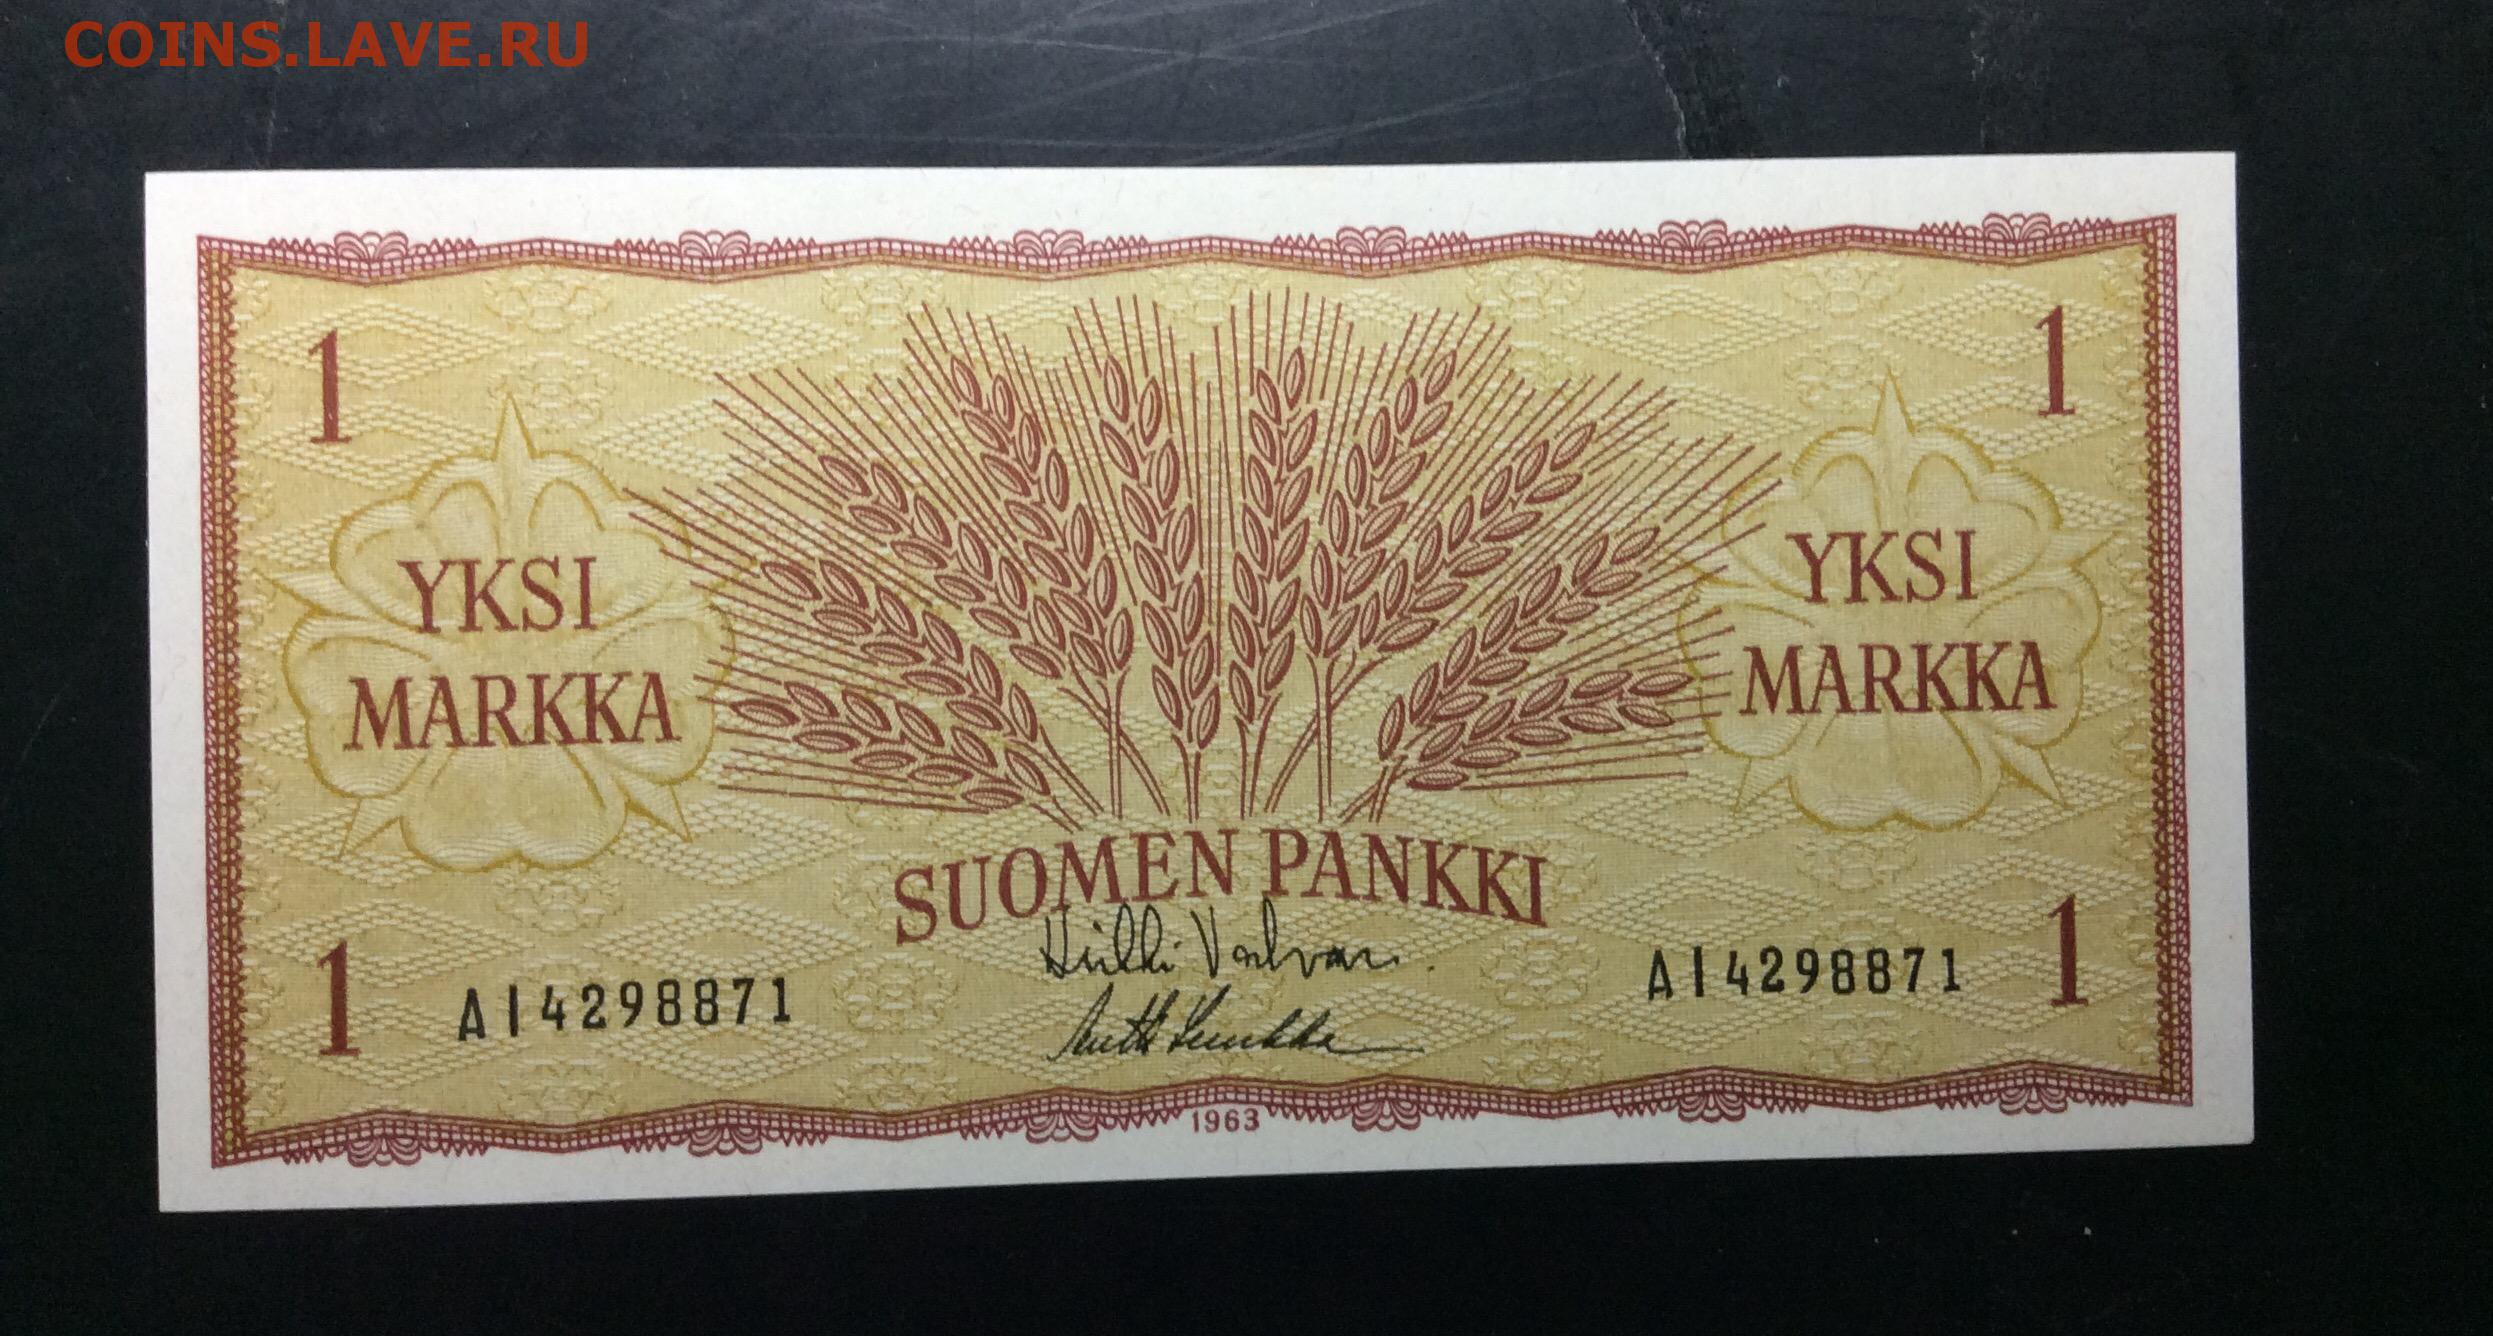 COINS.LAVE.RU
1
1
YKSI
MARKKA
YKSI
MARKKA
SUOMEN PANKKI
1
A14298871
A14298871
1
1963